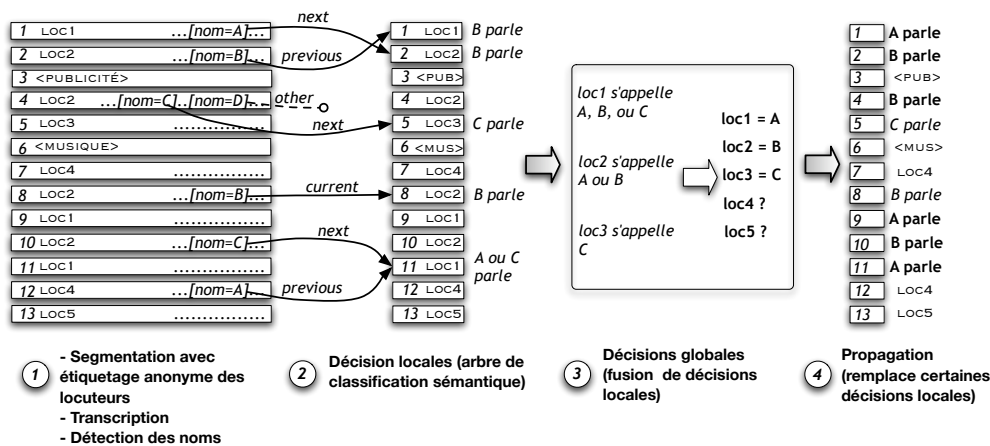 1 LOC1 ...[nom=A]...
2 LOC2 ...[nom=B]...
3 <PUBLICITÉ>
4 LOC2 ...[nom=C]..[nom=D]...
5 LOC3 ................
6 <MUSIQUE>
7 LOC4 ................
8 LOC2 ...[nom=B]...
9 LOC1 ................
10 LOC2 ...[nom=C]...
11 LOC1 ................
12 LOC4 ...[nom=A]...
13 LOC5 ................
next
previous
other
next
current
next
previous
1 LOC1 B parle
2 LOC2 B parle
3 <PUB>
4 LOC2
5 LOC3 C parle
6 <MUS>
7 LOC4
8 LOC2 B parle
9 LOC1
10 LOC2
11 LOC1 A ou C
parle
12 LOC4
13 LOC5
loc1 s'appelle
A, B, ou C
loc2 s'appelle
A ou B
loc3 s'appelle
C
loc1 = A
loc2 = B
loc3 = C
loc4 ?
loc5 ?
1 A parle
2 B parle
3 <PUB>
4 B parle
5 C parle
6 <MUS>
7 LOC4
8 B parle
9 A parle
10 B parle
11 A parle
12 LOC4
13 LOC5
1
- Segmentation avec
étiquetage anonyme des
locuteurs
- Transcription
- Détection des noms
2
Décision locales (arbre de
classification sémantique)
3
Décisions globales
(fusion de décisions
locales)
4
Propagation
(remplace certaines
décisions locales)